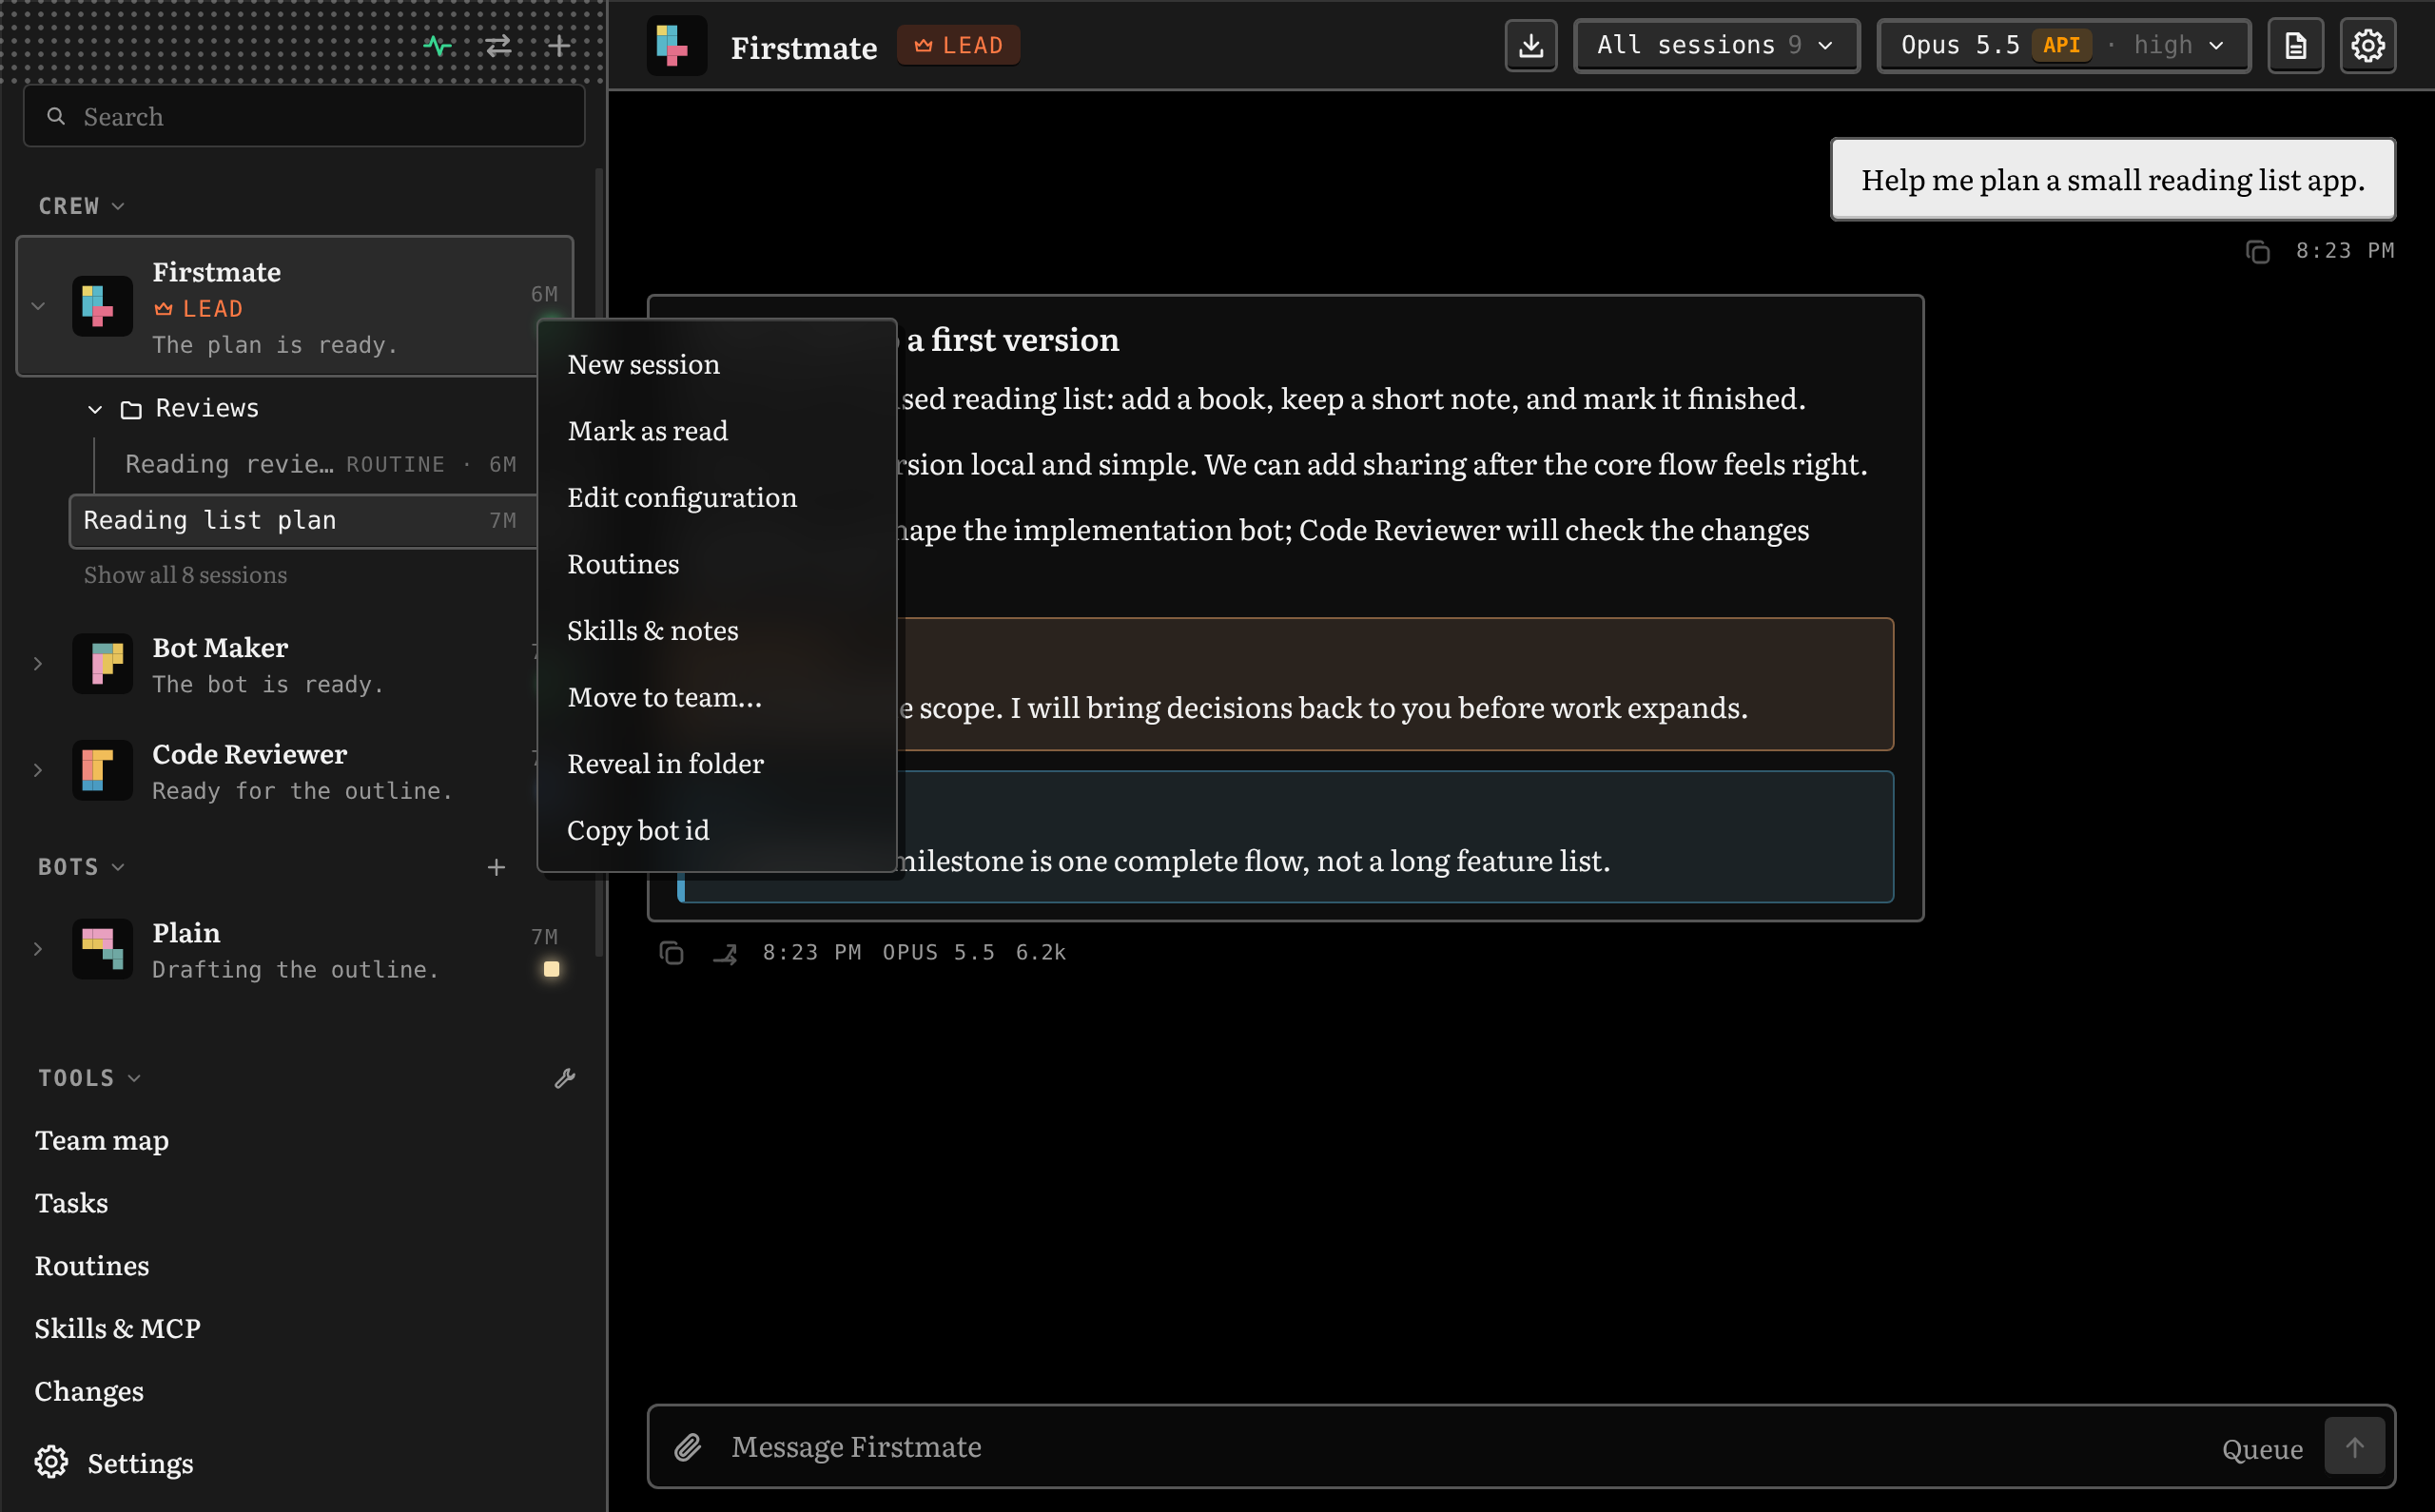 Search
CREW
Firstmate
LEAD
6M
The plan is ready.
Reviews
Reading revie… ROUTINE · 6M
Reading list plan 7M
Show all 8 sessions
Bot Maker
The bot is ready.
Code Reviewer
Ready for the outline.
BOTS
Plain
7M
Drafting the outline.
TOOLS
Team map
Tasks
Routines
Skills & MCP
Changes
Settings
New session
Mark as read
Edit configuration
Routines
Skills & notes
Move to team...
Reveal in folder
Copy bot id
Firstmate LEAD
All sessions 9
Opus 5.5 API · high
Help me plan a small reading list app.
8:23 PM
a first version
reading list: add a book, keep a short note, and mark it finished.
local and simple. We can add sharing after the core flow feels right.
the implementation bot; Code Reviewer will check the changes
scope. I will bring decisions back to you before work expands.
milestone is one complete flow, not a long feature list.
8:23 PM OPUS 5.5 6.2k
Message Firstmate
Queue